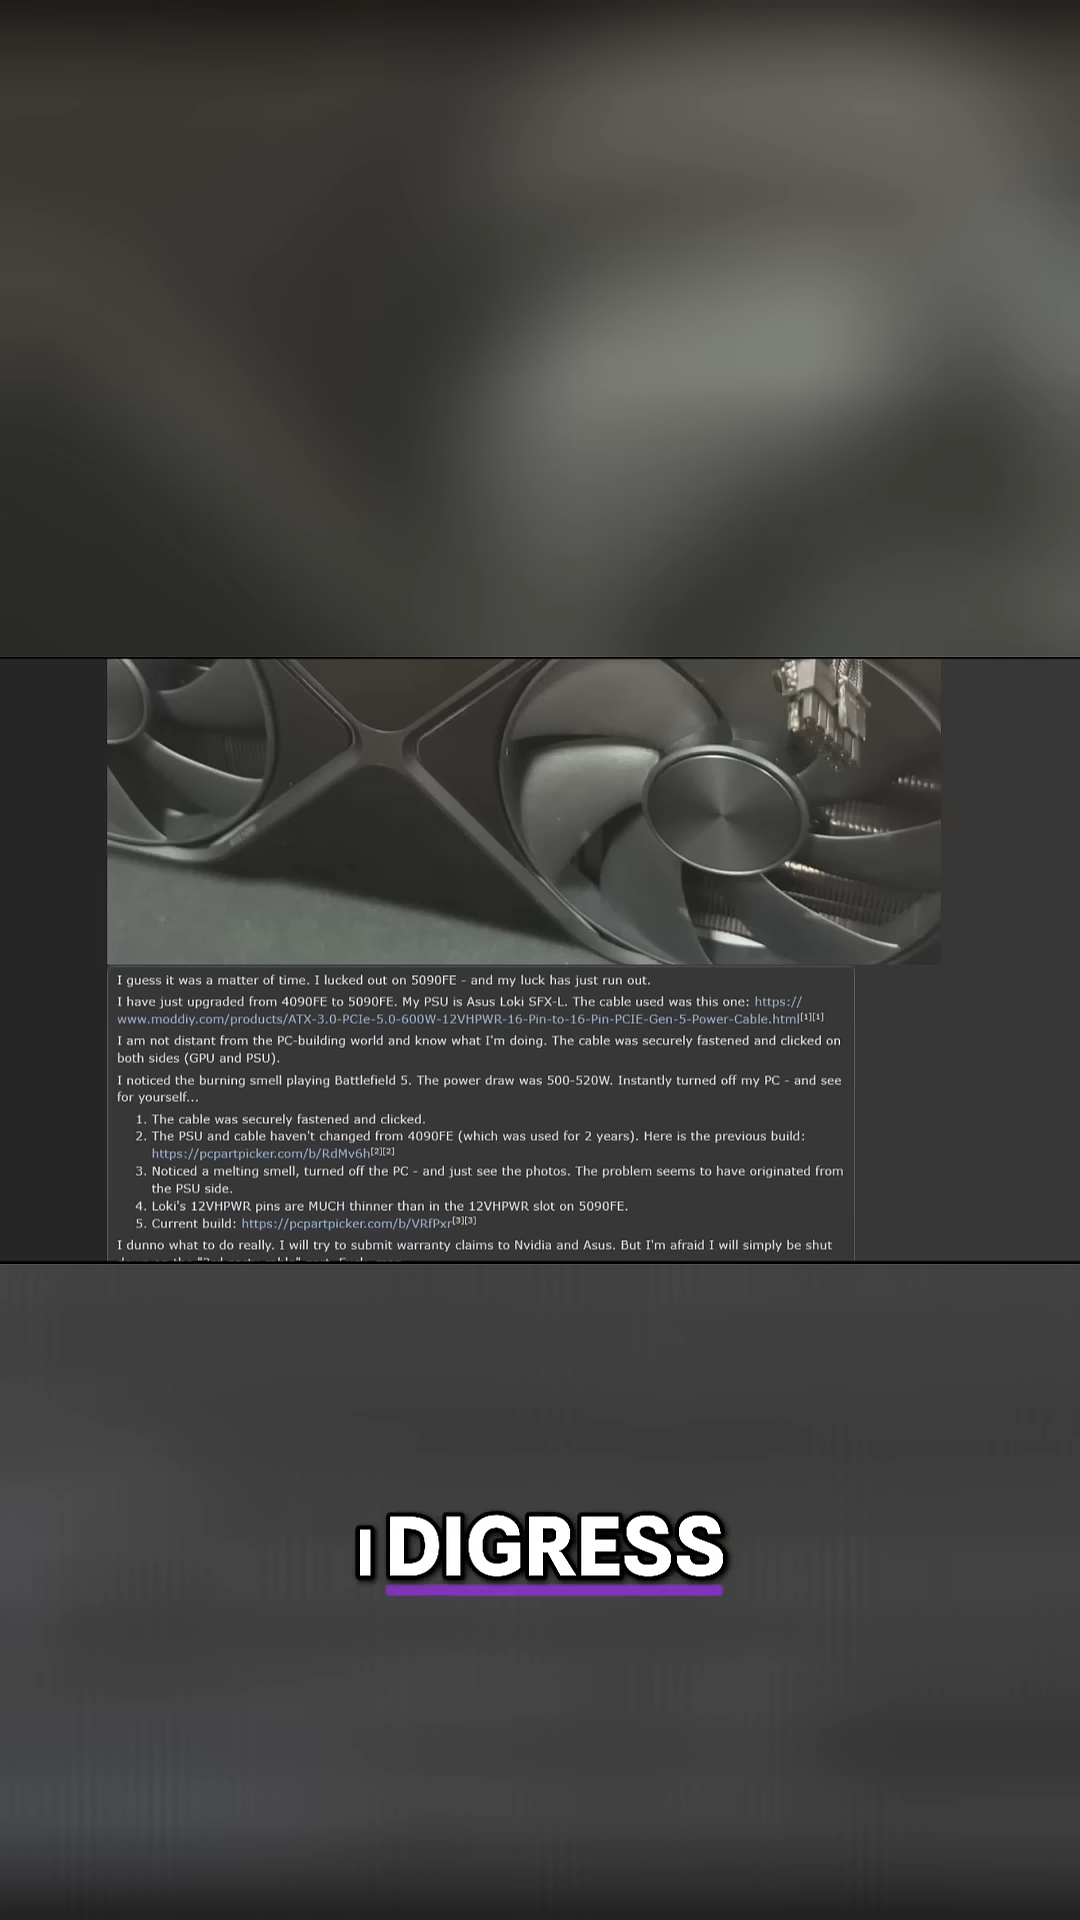 I guess it was a matter of time. I lucked out on 5090FE - and my luck has just run out.
I have just upgraded from 4090FE to 5090FE. My PSU is Asus Loki SFX-L. The cable used was this one: https://
www.moddiy.com/products/ATX-3.0-PCIe-5.0-600W-12VHPWR-16-Pin-to-16-Pin-PCIE-Gen-5-Power-Cable.html[1][1]
I am not distant from the PC-building world and know what I'm doing. The cable was securely fastened and clicked on
both sides (GPU and PSU).
I noticed the burning smell playing Battlefield 5. The power draw was 500-520W. Instantly turned off my PC - and see
for yourself...
1. The cable was securely fastened and clicked.
2. The PSU and cable haven't changed from 4090FE (which was used for 2 years). Here is the previous build:
https://pcpartpicker.com/b/RdMv6h[2][2]
3. Noticed a melting smell, turned off the PC - and just see the photos. The problem seems to have originated from
the PSU side.
4. Loki's 12VHPWR pins are MUCH thinner than in the 12VHPWR slot on 5090FE.
5. Current build: https://pcpartpicker.com/b/VRfPxr[3][3]
I dunno what to do really. I will try to submit warranty claims to Nvidia and Asus. But I'm afraid I will simply be shut
I DIGRESS